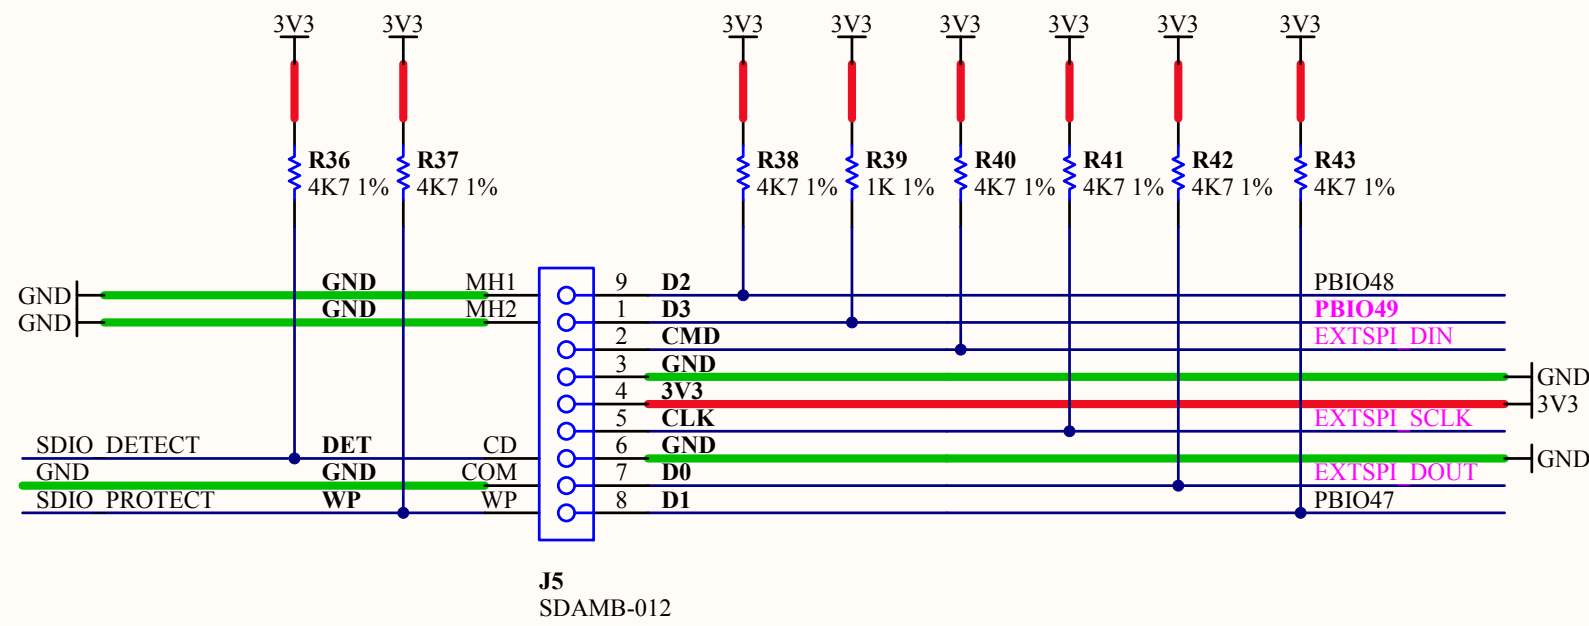 3V3 3V3 3V3 3V3 3V3 3V3 3V3 3V3
R36 R37 R38 R39 R40 R41 R42 R43
4K7 1% 4K7 1% 4K7 1% 1K 1% 4K7 1% 4K7 1% 4K7 1% 4K7 1%
GND GND MH1 9 D2 PBIO48
GND GND MH2 1 D3 PBIO49
2 CMD EXTSPI_DIN
3 GND GND
4 3V3 3V3
5 CLK EXTSPI_SCLK
SDIO_DETECT DET CD 6 GND GND
GND GND COM 7 D0 EXTSPI_DOUT
SDIO_PROTECT WP WP 8 D1 PBIO47
J5
SDAMB-012